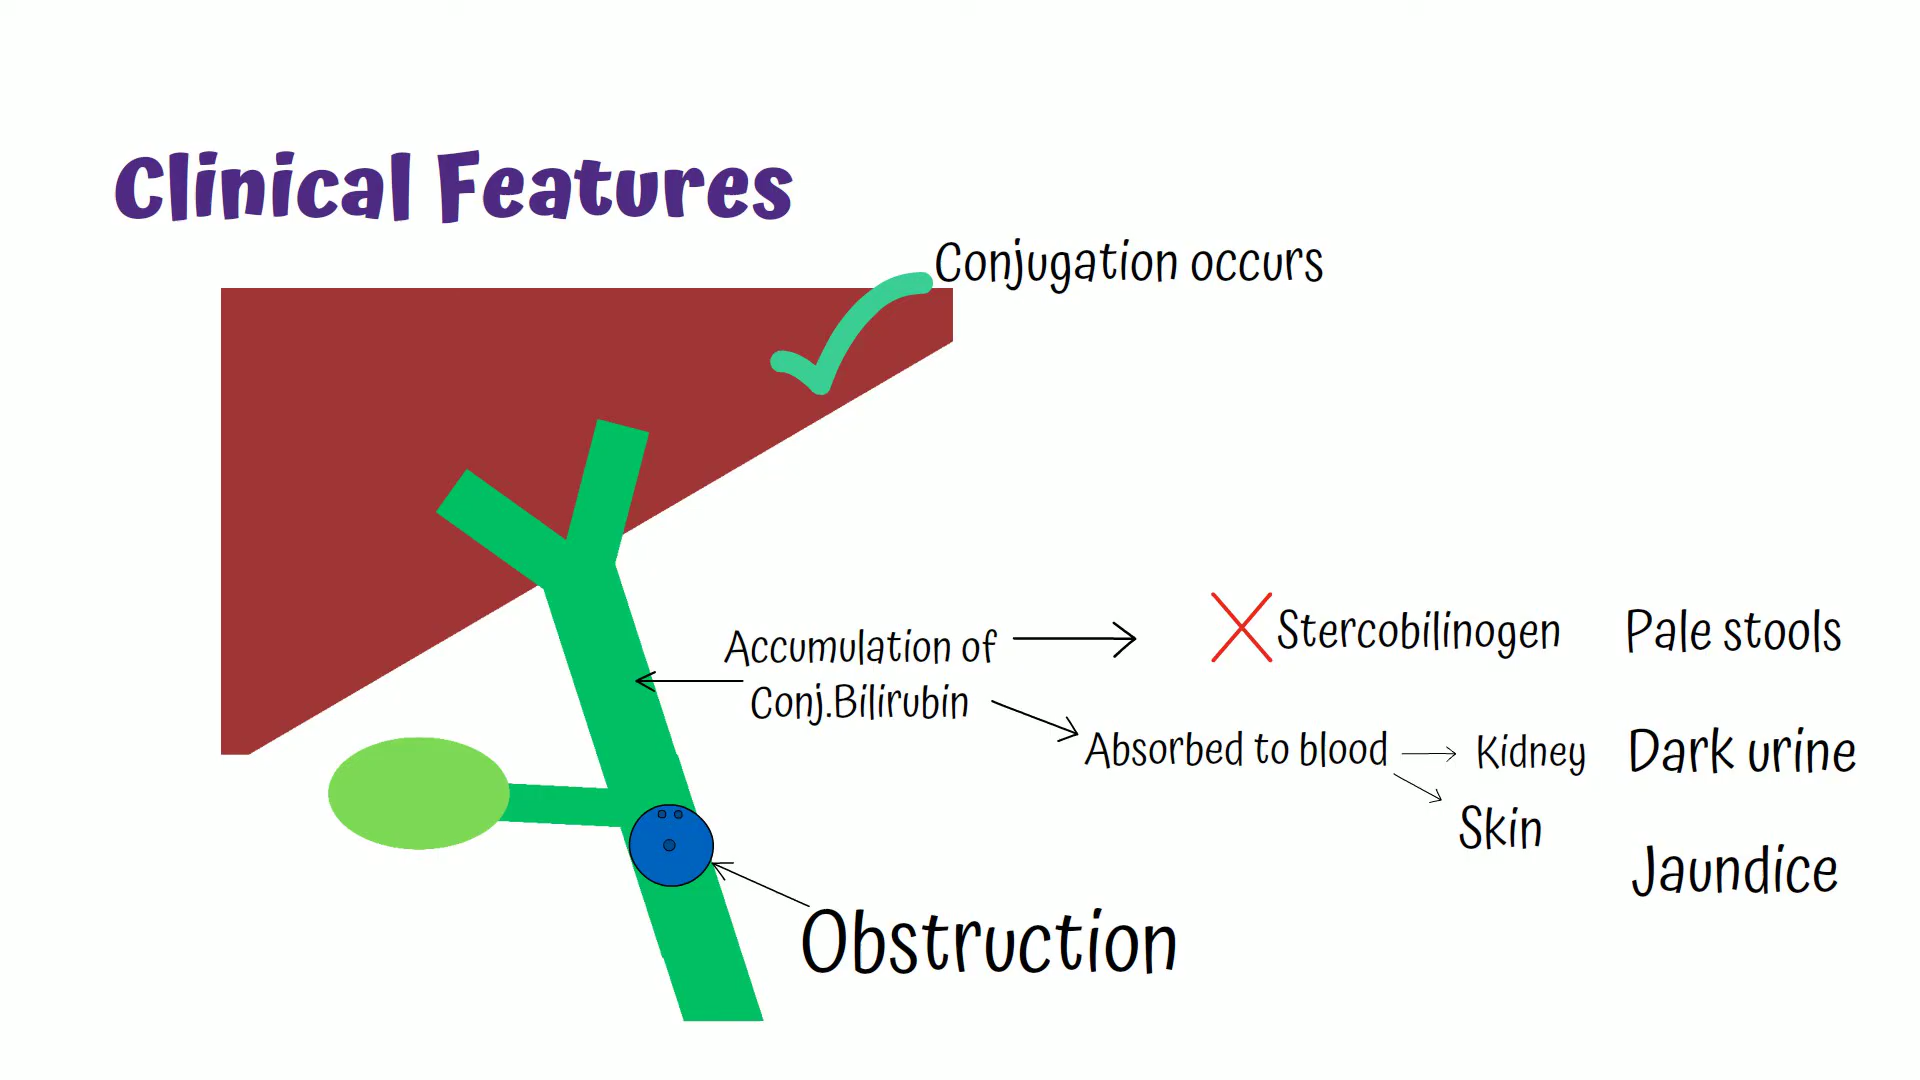 Clinical Features
Conjugation occurs
Accumulation of
Conj.Bilirubin
Stercobilinogen
Pale stools
Absorbed to blood
Kidney
Dark urine
Skin
Jaundice
Obstruction